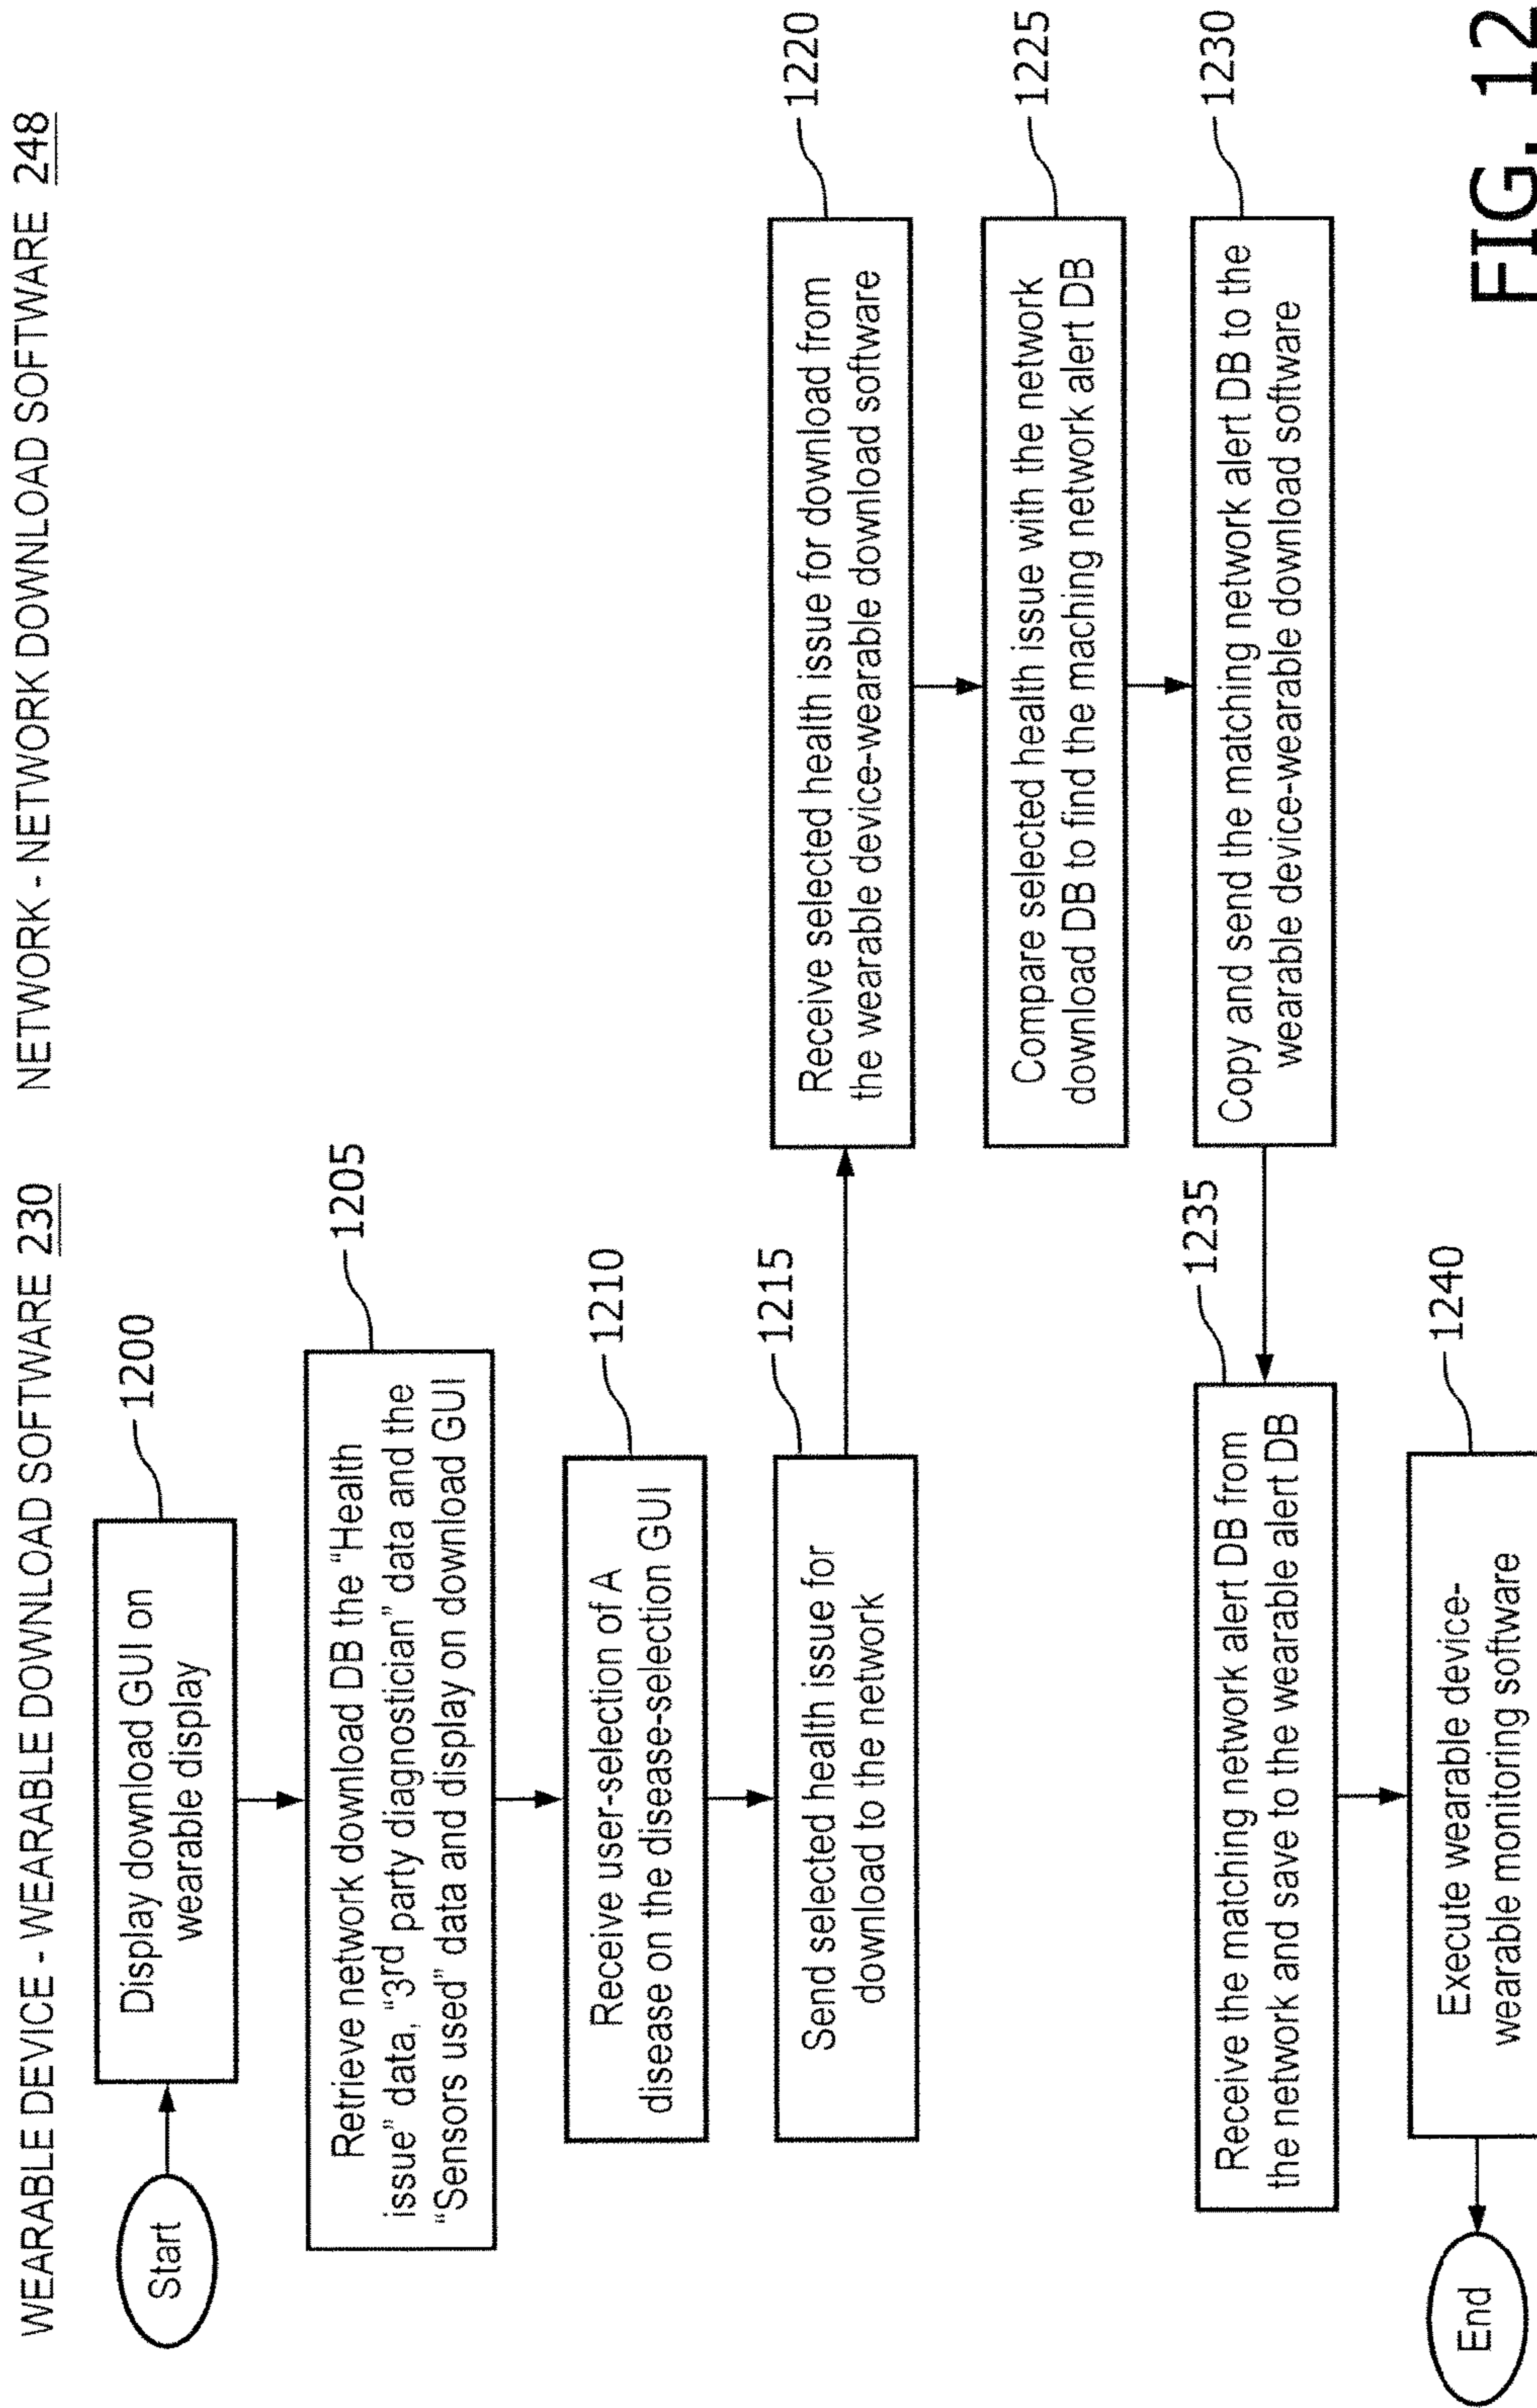 WEARABLE DEVICE - WEARABLE DOWNLOAD SOFTWARE 230
NETWORK - NETWORK DOWNLOAD SOFTWARE 248
Start
Display download GUI on
wearable display
1200
Retrieve network download DB the “Health
issue” data, “3rd party diagnostician” data and the
“Sensors used” data and display on download GUI
1205
Receive user-selection of A
disease on the disease-selection GUI
1210
Send selected health issue for
download to the network
1215
Receive selected health issue for download from
the wearable device-wearable download software
1220
Compare selected health issue with the network
download DB to find the maching network alert DB
1225
Copy and send the matching network alert DB to the
wearable device-wearable download software
1230
Receive the matching network alert DB from
the network and save to the wearable alert DB
1235
Execute wearable device-
wearable monitoring software
1240
End
FIG. 12